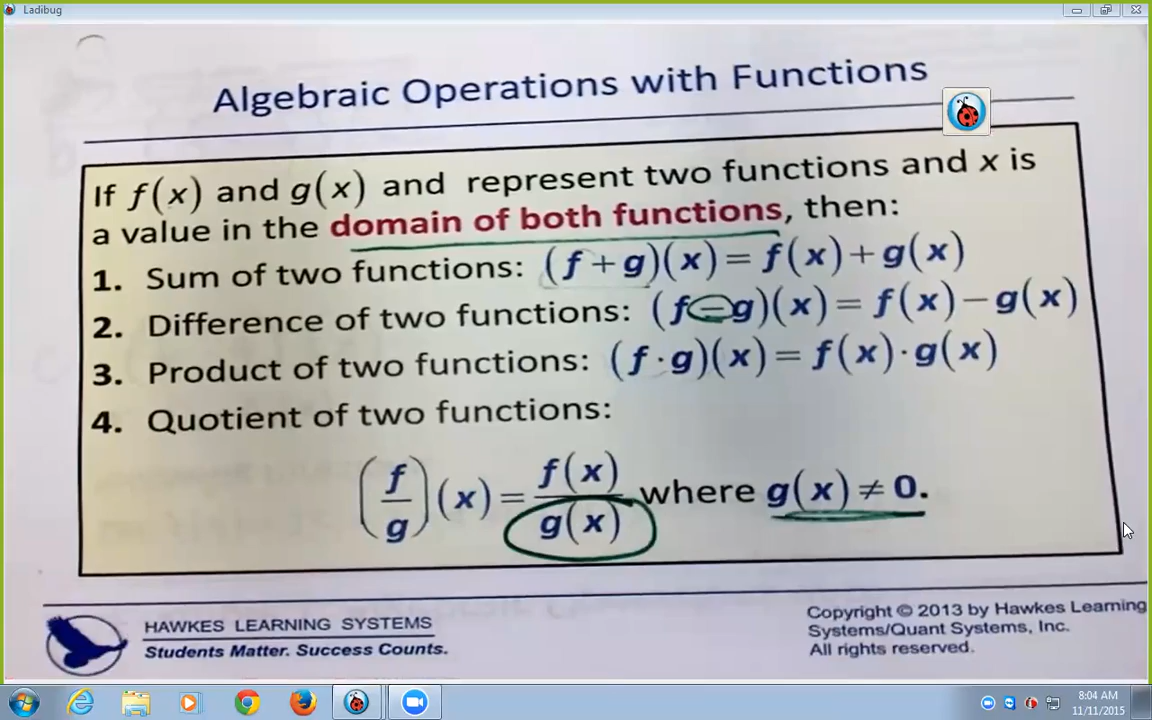 Ladibug
Algebraic Operations with Functions
If f(x) and g(x) and represent two functions and x is
a value in the domain of both functions, then:
1. Sum of two functions: (f + g)(x) = f(x) + g(x)
2. Difference of two functions: (f − g)(x) = f(x) − g(x)
3. Product of two functions: (f · g)(x) = f(x) · g(x)
4. Quotient of two functions:
(f/g)(x) = f(x)/g(x) where g(x) ≠ 0.
HAWKES LEARNING SYSTEMS
Students Matter. Success Counts.
Copyright © 2013 by Hawkes Learning
Systems/Quant Systems, Inc.
All rights reserved.
8:04 AM
11/11/2015